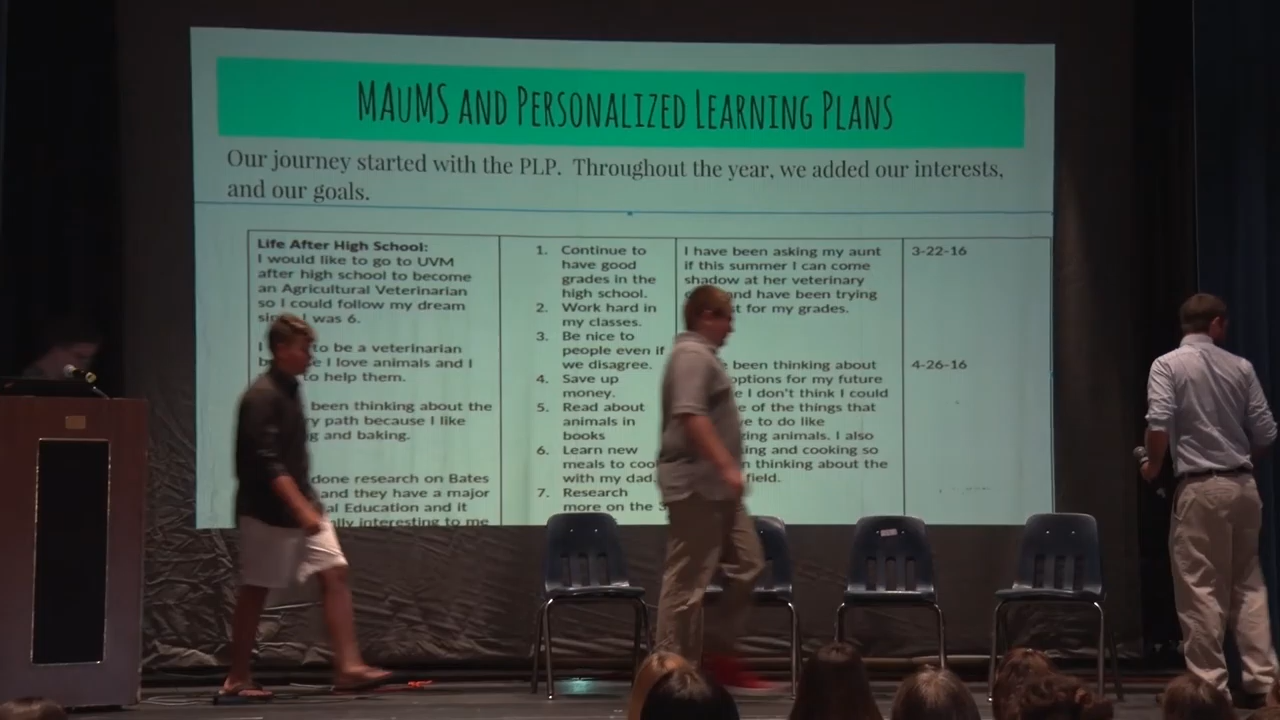 MAUMS AND PERSONALIZED LEARNING PLANS
Our journey started with the PLP. Throughout the year, we added our interests,
and our goals.
Life After High School:
I would like to go to UVM
after high school to become
an Agricultural Veterinarian
so I could follow my dream
I was 6.
I to be a veterinarian
I love animals and I
to help them.
been thinking about the
path because I like
and baking.
done research on Bates
and they have a major
Education and it
interesting to me
1. Continue to
have good
grades in the
high school.
2. Work hard in
my classes.
3. Be nice to
people even if
we disagree.
4. Save up
money.
5. Read about
animals in
books
6. Learn new
meals to
with my dad.
7. Research
more on the
I have been asking my aunt
if this summer I can come
shadow at her veterinary
and have been trying
for my grades.
been thinking about
options for my future
I don't think I could
of the things that
to do like
animals. I also
and cooking so
thinking about the
field.
3-22-16
4-26-16